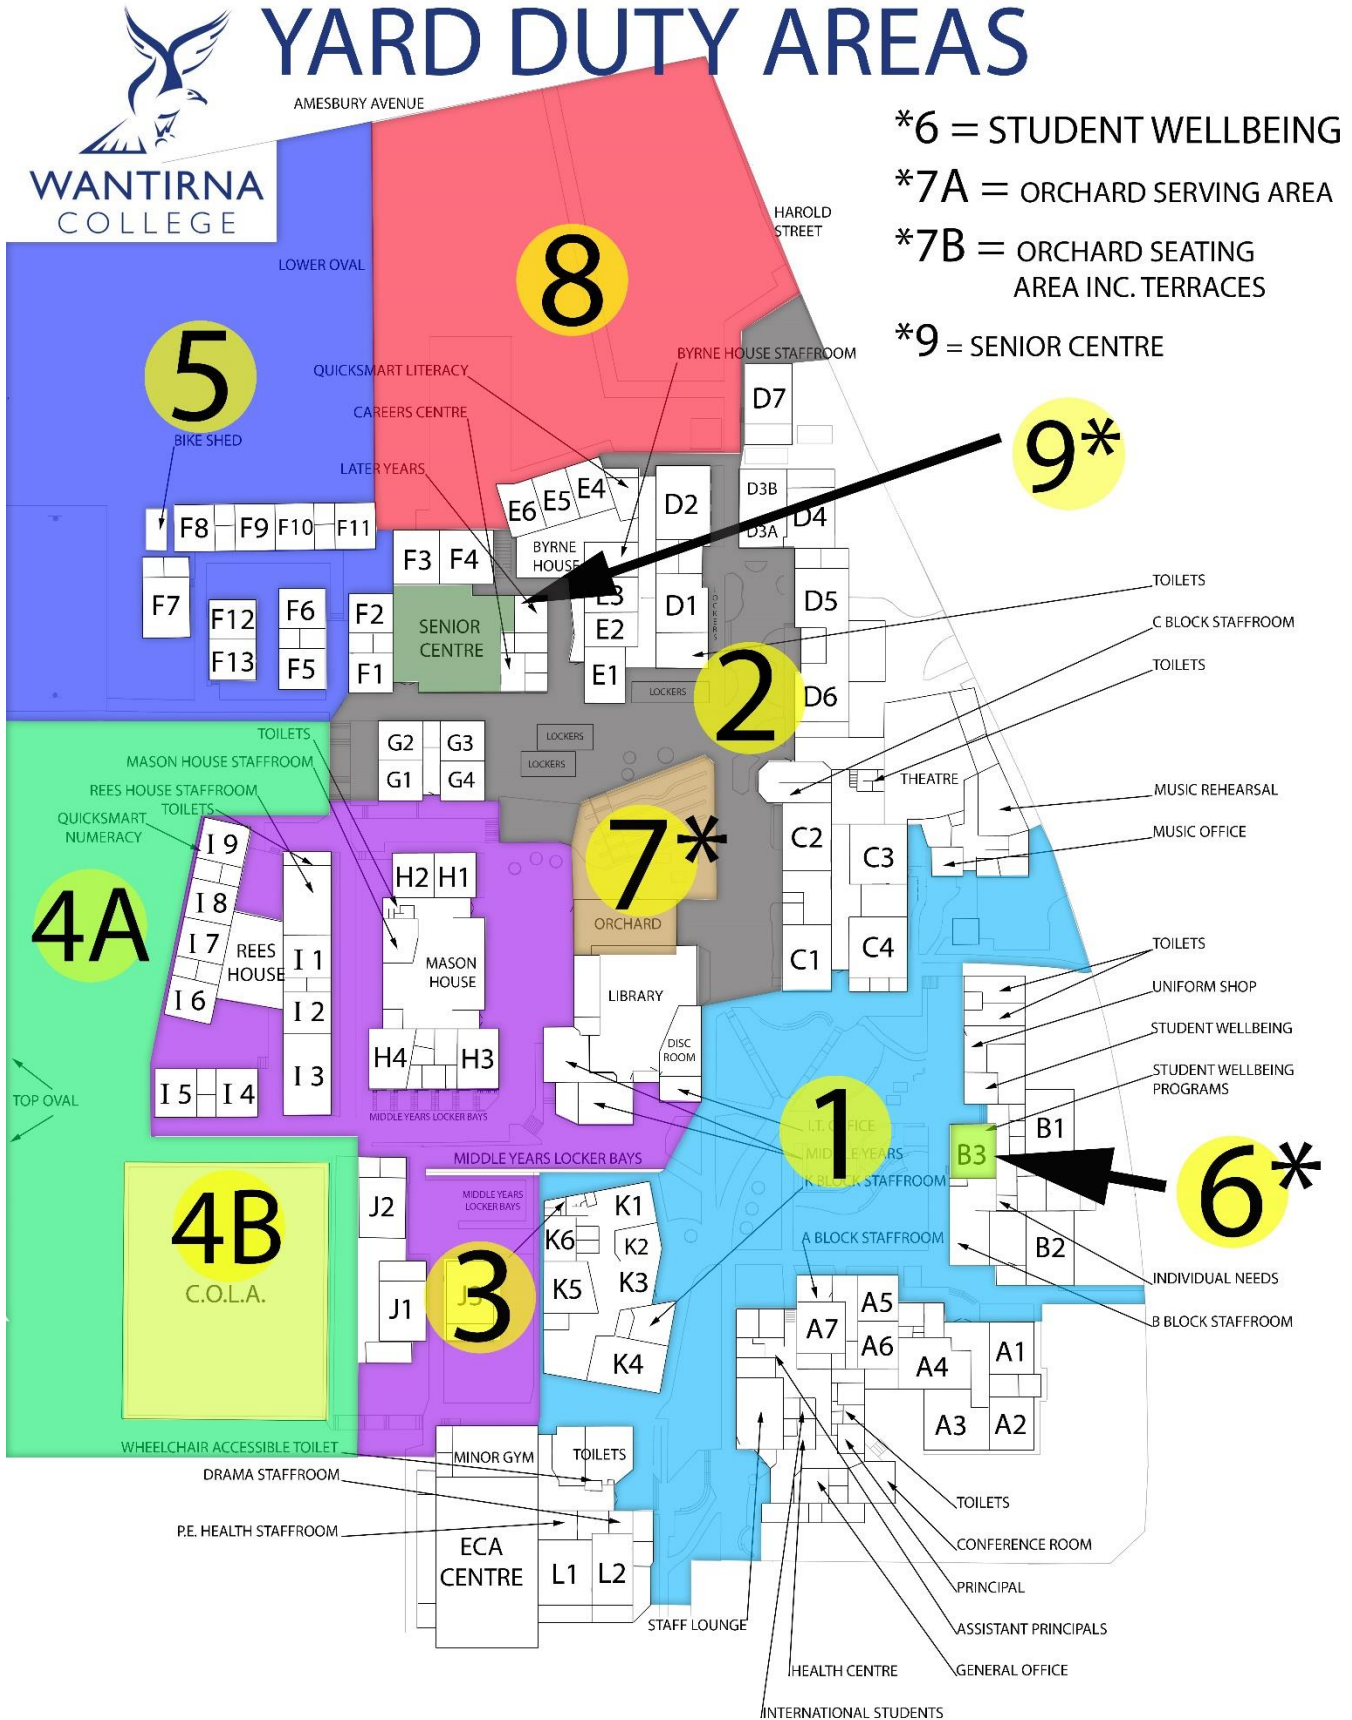 YARD DUTY AREAS
WANTIRNA
COLLEGE
AMESBURY AVENUE
*6 = STUDENT WELLBEING
*7A = ORCHARD SERVING AREA
*7B = ORCHARD SEATING
AREA INC. TERRACES
*9 = SENIOR CENTRE
HAROLD
STREET
LOWER OVAL
8
5
BIKE SHED
QUICKSMART LITERACY
CAREERS CENTRE
LATER YEARS
BYRNE HOUSE STAFFROOM
D7
9*
E6
E5
E4
D2
D3B
D3A
D4
F8
F9
F10
F11
F3
F4
BYRNE
HOUSE
F7
F12
F13
F6
F5
F2
F1
SENIOR
CENTRE
E3
E2
E1
D1
LOCKERS
D5
D6
TOILETS
C BLOCK STAFFROOM
TOILETS
LOCKERS
2
LOCKERS
LOCKERS
G2
G3
G1
G4
TOILETS
MASON HOUSE STAFFROOM
REES HOUSE STAFFROOM
TOILETS
QUICKSMART
NUMERACY
THEATRE
MUSIC REHEARSAL
MUSIC OFFICE
7*
ORCHARD
C2
C3
C1
C4
4A
I 9
I 8
I 7
I 6
REES
HOUSE
I 1
I 2
I 3
I 5
I 4
H2
H1
MASON
HOUSE
H4
H3
MIDDLE YEARS LOCKER BAYS
LIBRARY
DISC
ROOM
TOILETS
UNIFORM SHOP
STUDENT WELLBEING
STUDENT WELLBEING
PROGRAMS
TOP OVAL
1
I.T. OFFICE
MIDDLE YEARS
K BLOCK STAFFROOM
B1
B3
B2
6*
MIDDLE YEARS LOCKER BAYS
MIDDLE YEARS
LOCKER BAYS
4B
C.O.L.A.
J2
J1
J3
3
K1
K6
K2
K5
K3
K4
A BLOCK STAFFROOM
INDIVIDUAL NEEDS
B BLOCK STAFFROOM
A5
A7
A6
A4
A1
A3
A2
WHEELCHAIR ACCESSIBLE TOILET
DRAMA STAFFROOM
P.E. HEALTH STAFFROOM
MINOR GYM
TOILETS
ECA
CENTRE
L1
L2
TOILETS
CONFERENCE ROOM
PRINCIPAL
ASSISTANT PRINCIPALS
GENERAL OFFICE
STAFF LOUNGE
HEALTH CENTRE
INTERNATIONAL STUDENTS